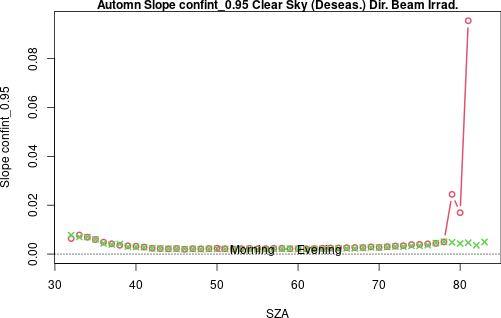 Automn Slope confint_0.95 Clear Sky (Deseas.) Dir. Beam Irrad.
Slope confint_0.95
0.08
0.06
0.04
0.02
0.00
Morning Evening
30 40 50 60 70 80
SZA